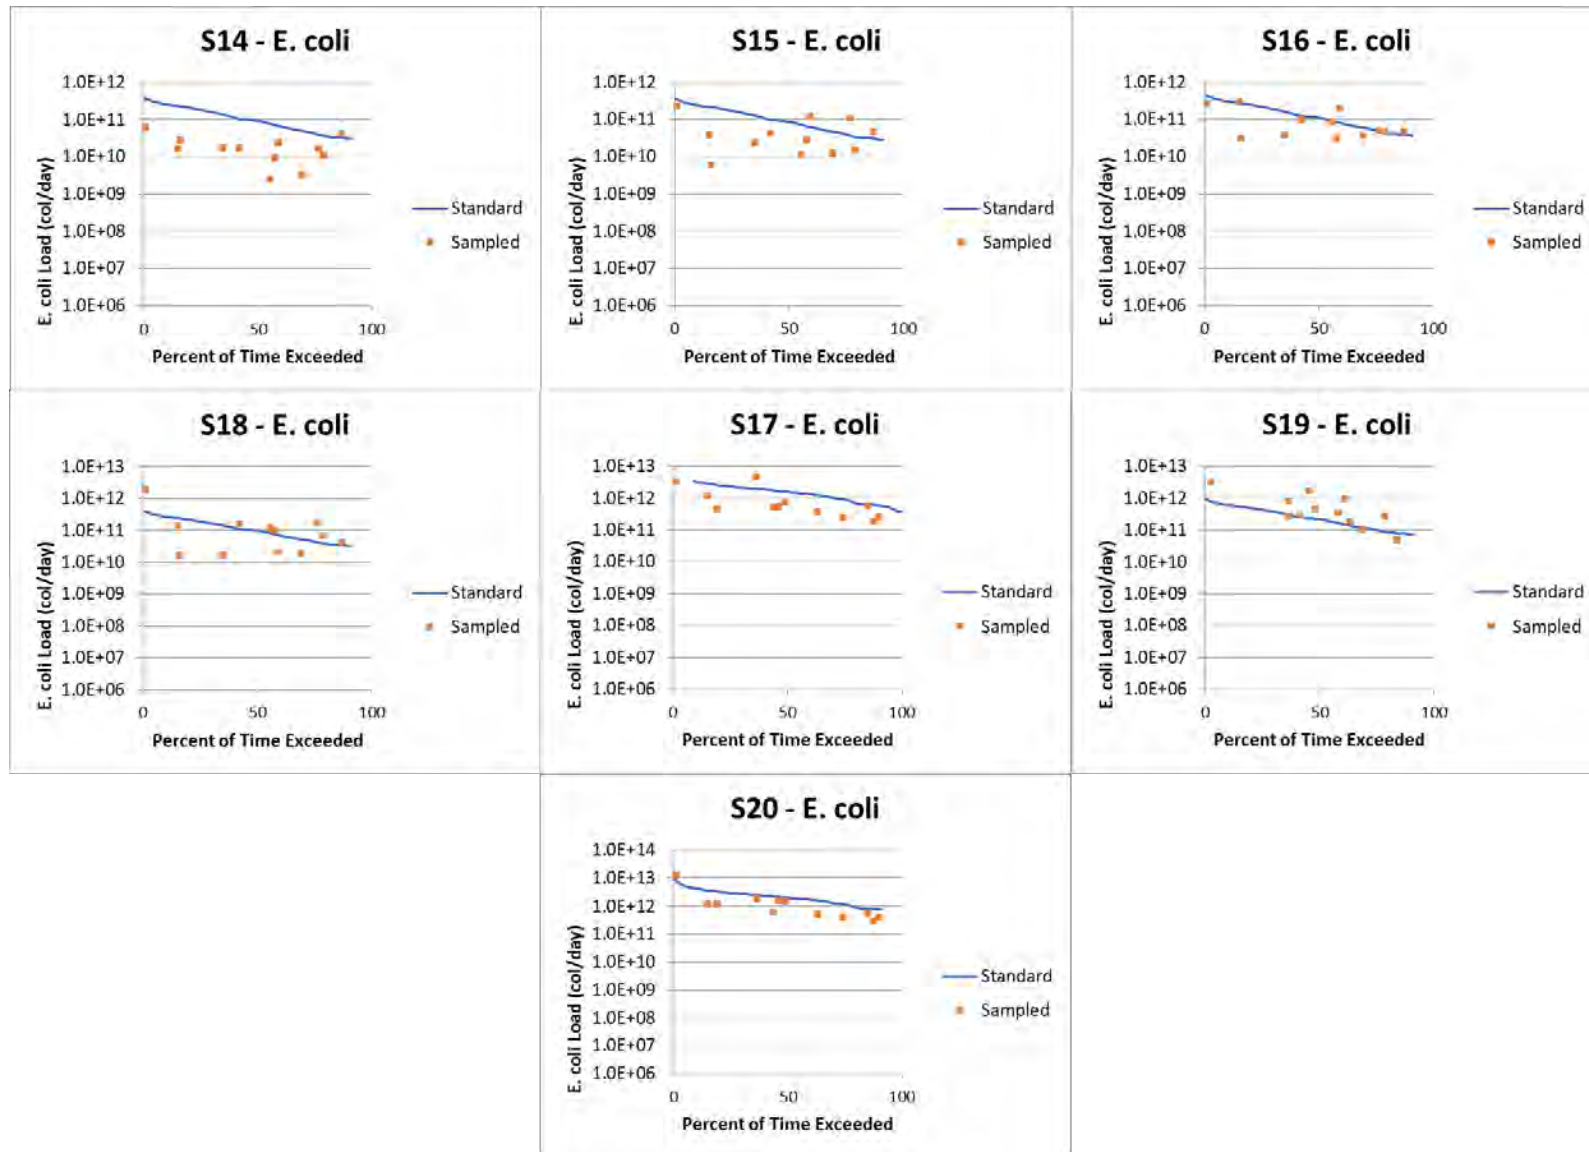 S14 - E. coli
1.0E+12
1.0E+11
1.0E+10
1.0E+09
1.0E+08
1.0E+07
1.0E+06
E. coli Load (col/day)
0 50 100
Percent of Time Exceeded
Standard
Sampled
S15 - E. coli
1.0E+12
1.0E+11
1.0E+10
1.0E+09
1.0E+08
1.0E+07
1.0E+06
E. coli Load (col/day)
0 50 100
Percent of Time Exceeded
Standard
Sampled
S16 - E. coli
1.0E+12
1.0E+11
1.0E+10
1.0E+09
1.0E+08
1.0E+07
1.0E+06
E. coli Load (col/day)
0 50 100
Percent of Time Exceeded
Standard
Sampled
S18 - E. coli
1.0E+13
1.0E+12
1.0E+11
1.0E+10
1.0E+09
1.0E+08
1.0E+07
1.0E+06
E. coli Load (col/day)
0 50 100
Percent of Time Exceeded
Standard
Sampled
S17 - E. coli
1.0E+13
1.0E+12
1.0E+11
1.0E+10
1.0E+09
1.0E+08
1.0E+07
1.0E+06
E. coli Load (col/day)
0 50 100
Percent of Time Exceeded
Standard
Sampled
S19 - E. coli
1.0E+13
1.0E+12
1.0E+11
1.0E+10
1.0E+09
1.0E+08
1.0E+07
1.0E+06
E. coli Load (col/day)
0 50 100
Percent of Time Exceeded
Standard
Sampled
S20 - E. coli
1.0E+14
1.0E+13
1.0E+12
1.0E+11
1.0E+10
1.0E+09
1.0E+08
1.0E+07
1.0E+06
E. coli Load (col/day)
0 50 100
Percent of Time Exceeded
Standard
Sampled